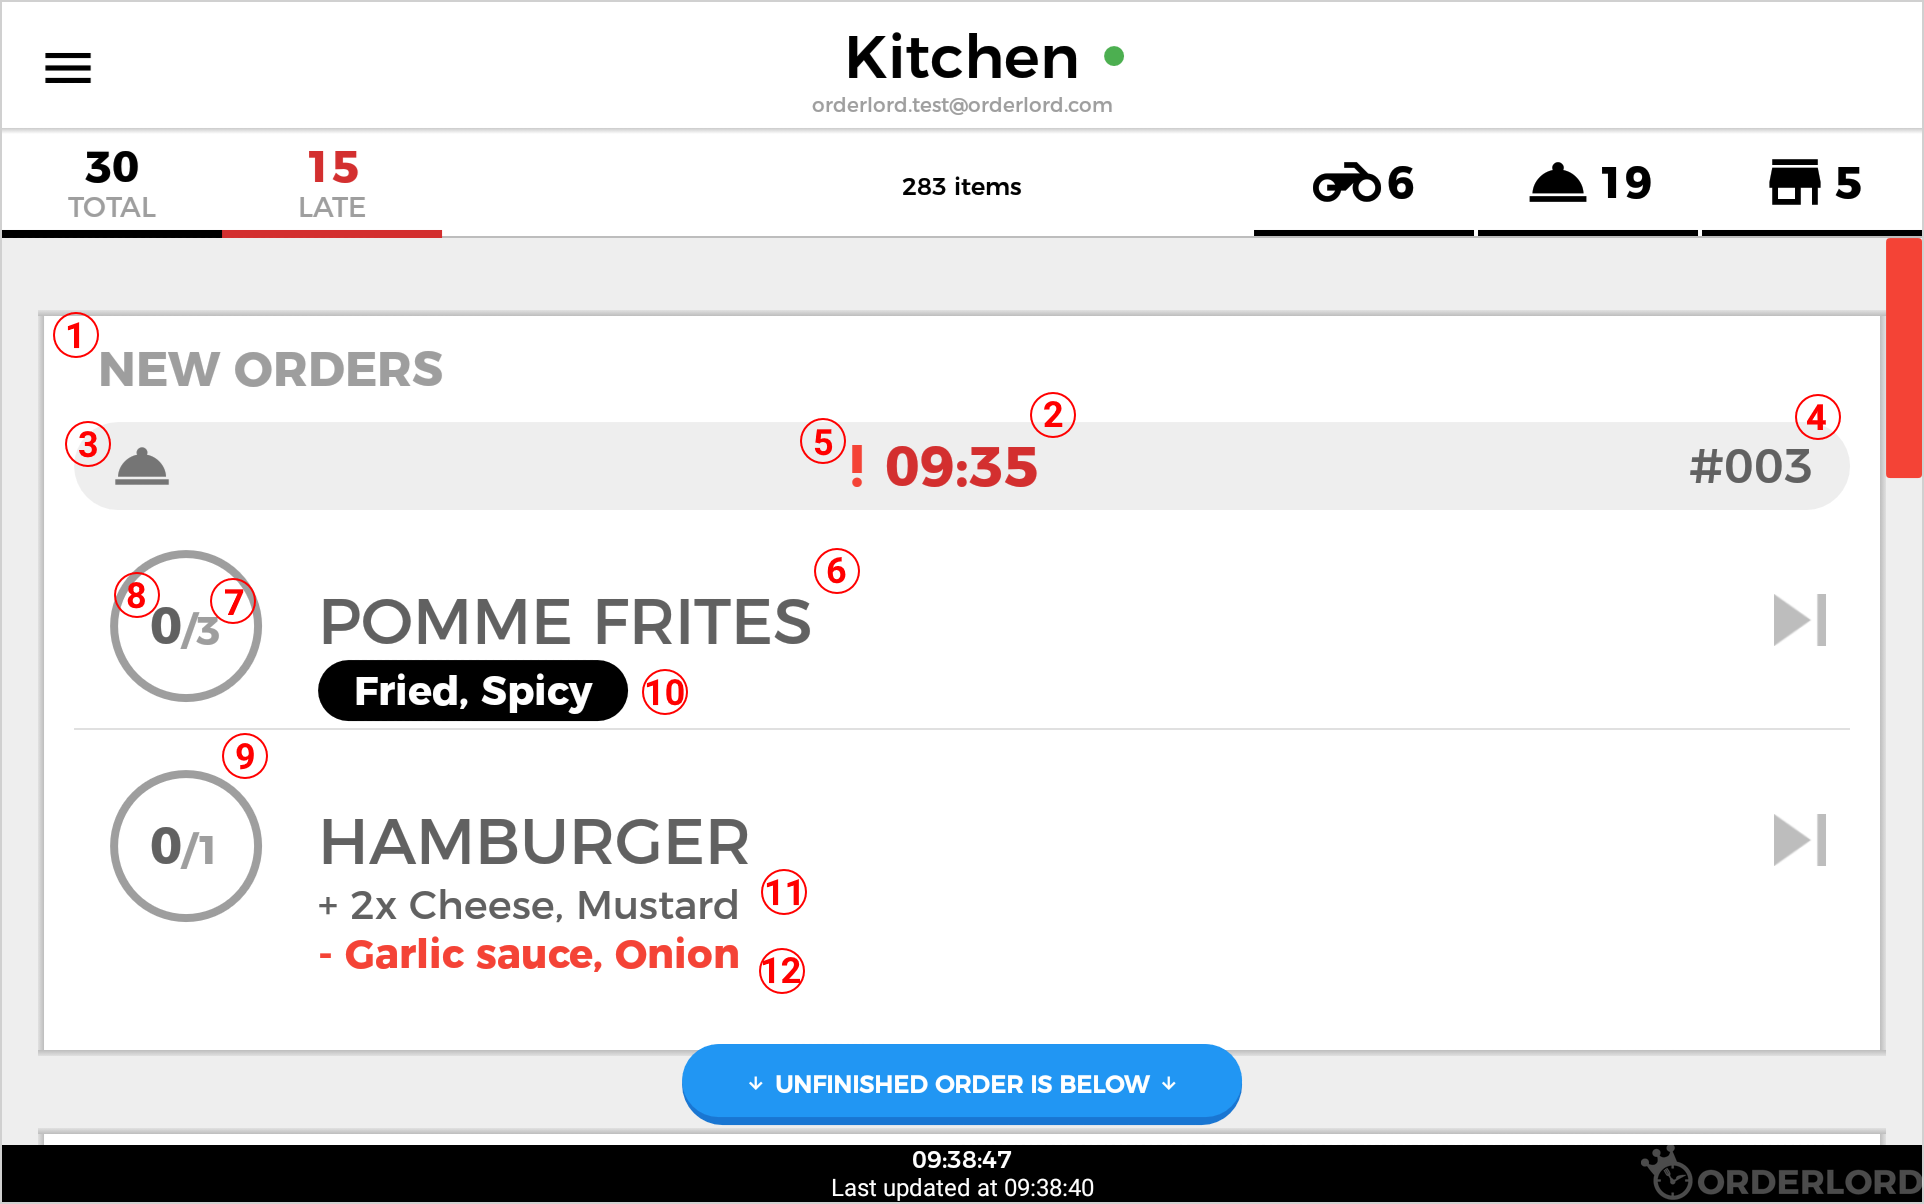 Kitchen
orderlord.test@orderlord.com
30
TOTAL
15
LATE
283 items
6
19
5
1
NEW ORDERS
3
5
! 09:35
2
4
#003
8
7
0/3
6
POMME FRITES
Fried, Spicy
10
9
0/1
HAMBURGER
+ 2x Cheese, Mustard
11
- Garlic sauce, Onion
12
↓ UNFINISHED ORDER IS BELOW ↓
09:38:47
Last updated at 09:38:40
ORDERLORD